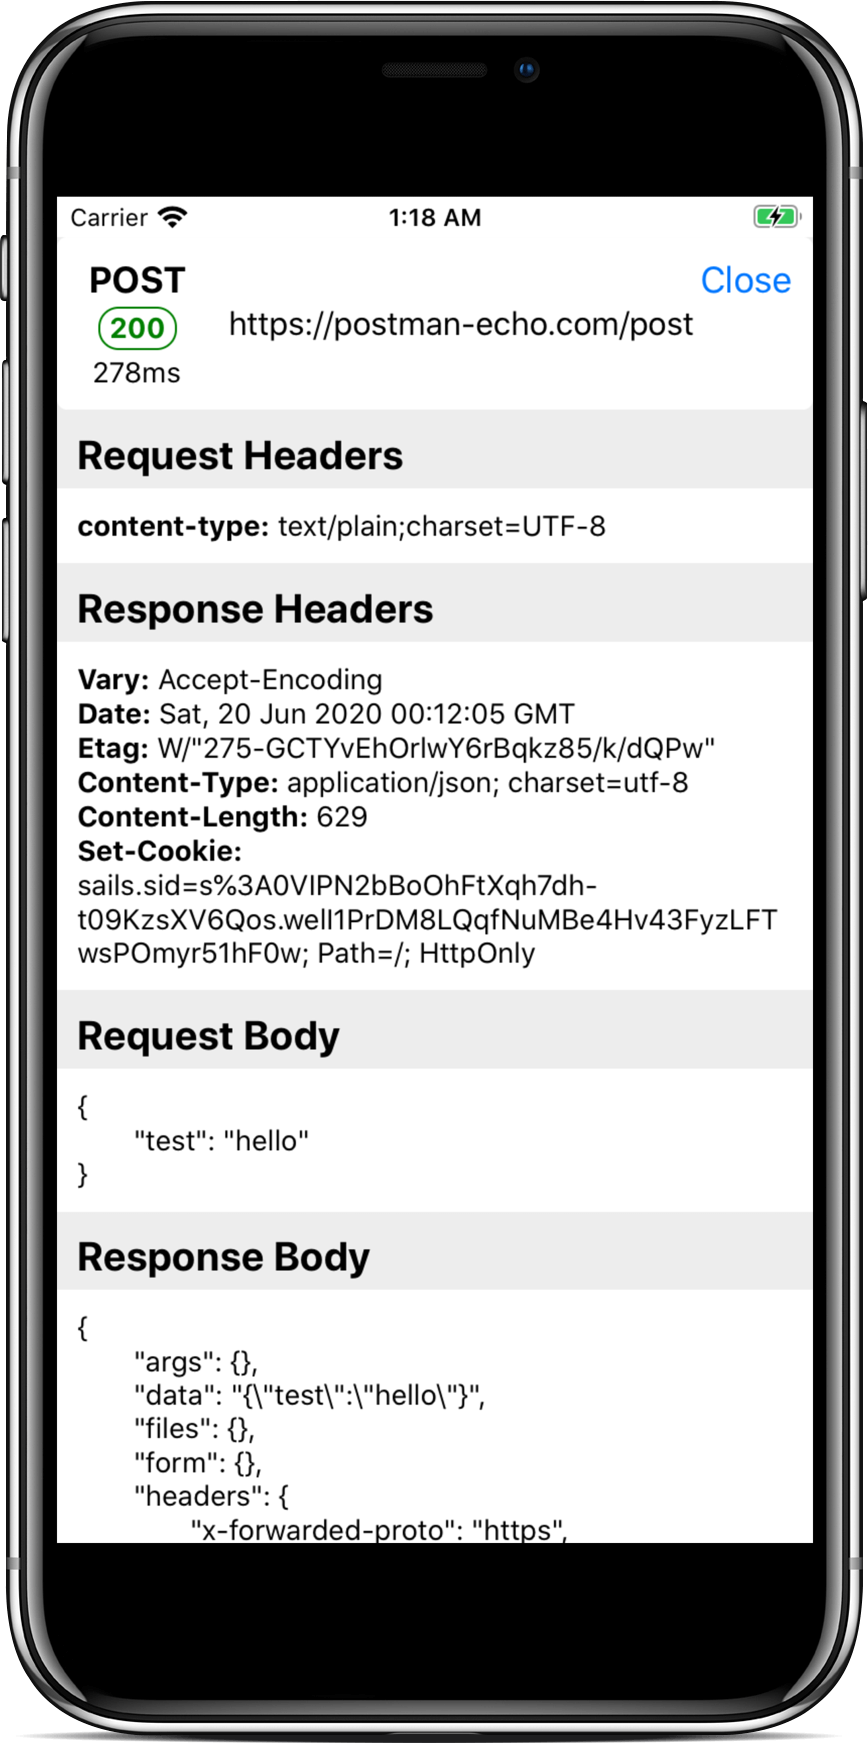 Carrier 1:18 AM
POST
Close
200
https://postman-echo.com/post
278ms
Request Headers
content-type: text/plain;charset=UTF-8
Response Headers
Vary: Accept-Encoding
Date: Sat, 20 Jun 2020 00:12:05 GMT
Etag: W/"275-GCTYvEhOrlwY6rBqkz85/k/dQPw"
Content-Type: application/json; charset=utf-8
Content-Length: 629
Set-Cookie:
sails.sid=s%3A0VIPN2bBoOhFtXqh7dh-
t09KzsXV6Qos.well1PrDM8LQqfNuMBe4Hv43FyzLFT
wsPOmyr51hF0w; Path=/; HttpOnly
Request Body
{
"test": "hello"
}
Response Body
{
"args": {},
"data": "{\"test\":\"hello\"}",
"files": {},
"form": {},
"headers": {
"x-forwarded-proto": "https",